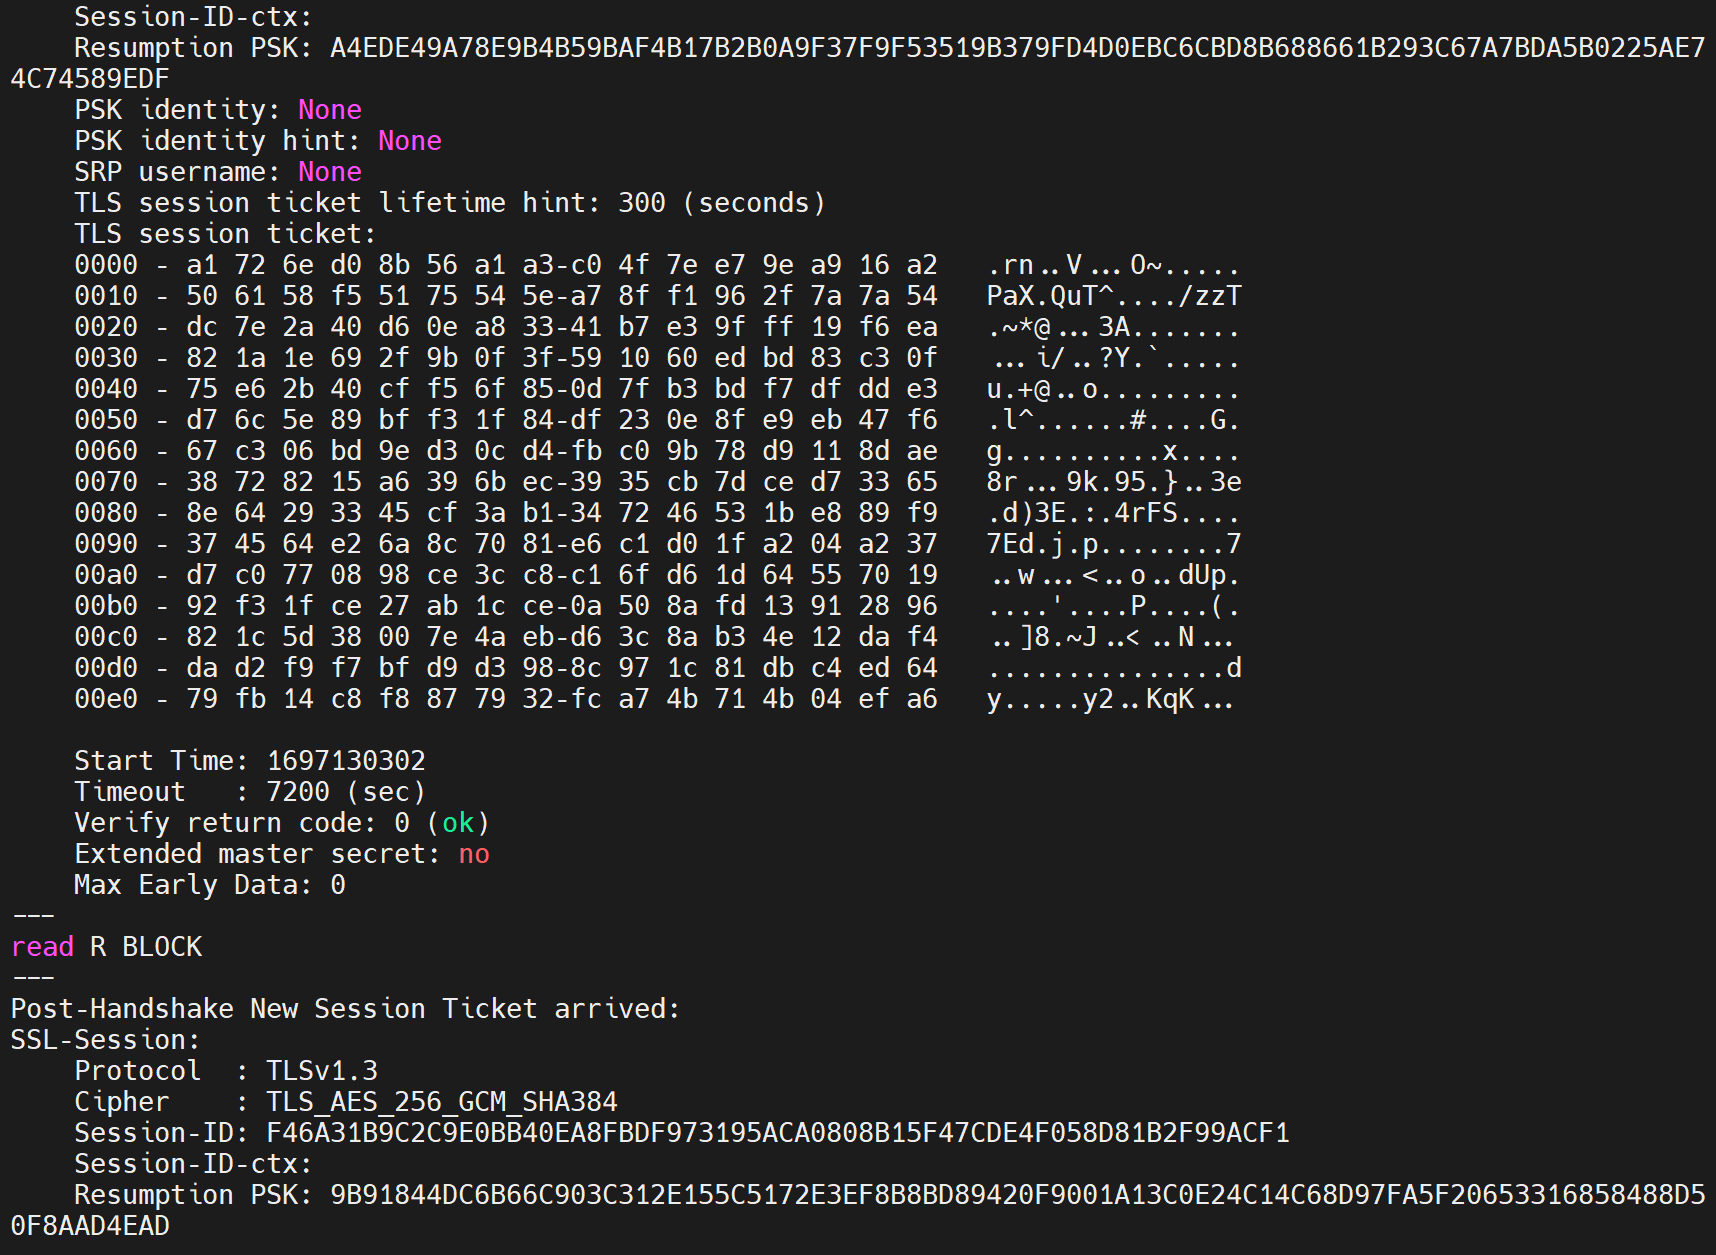 Session-ID-ctx:
Resumption PSK: A4EDE49A78E9B4B59BAF4B17B2B0A9F37F9F53519B379FD4D0EBC6CBD8B688661B293C67A7BDA5B0225AE7
4C74589EDF
PSK identity: None
PSK identity hint: None
SRP username: None
TLS session ticket lifetime hint: 300 (seconds)
TLS session ticket:
0000 - a1 72 6e d0 8b 56 a1 a3-c0 4f 7e e7 9e a9 16 a2   .rn..V...O~.....
0010 - 50 61 58 f5 51 75 54 5e-a7 8f f1 96 2f 7a 7a 54   PaX.QuT^..../zzT
0020 - dc 7e 2a 40 d6 0e a8 33-41 b7 e3 9f ff 19 f6 ea   .~*@...3A.......
0030 - 82 1a 1e 69 2f 9b 0f 3f-59 10 60 ed bd 83 c3 0f   ...i/..?Y.`.....
0040 - 75 e6 2b 40 cf f5 6f 85-0d 7f b3 bd f7 df dd e3   u.+@..o.........
0050 - d7 6c 5e 89 bf f3 1f 84-df 23 0e 8f e9 eb 47 f6   .l^......#....G.
0060 - 67 c3 06 bd 9e d3 0c d4-fb c0 9b 78 d9 11 8d ae   g..........x....
0070 - 38 72 82 15 a6 39 6b ec-39 35 cb 7d ce d7 33 65   8r...9k.95.}..3e
0080 - 8e 64 29 33 45 cf 3a b1-34 72 46 53 1b e8 89 f9   .d)3E.:.4rFS....
0090 - 37 45 64 e2 6a 8c 70 81-e6 c1 d0 1f a2 04 a2 37   7Ed.j.p........7
00a0 - d7 c0 77 08 98 ce 3c c8-c1 6f d6 1d 64 55 70 19   ..w...<..o..dUp.
00b0 - 92 f3 1f ce 27 ab 1c ce-0a 50 8a fd 13 91 28 96   ....'....P....(.
00c0 - 82 1c 5d 38 00 7e 4a eb-d6 3c 8a b3 4e 12 da f4   ..]8.~J..<..N...
00d0 - da d2 f9 f7 bf d9 d3 98-8c 97 1c 81 db c4 ed 64   ...............d
00e0 - 79 fb 14 c8 f8 87 79 32-fc a7 4b 71 4b 04 ef a6   y.....y2..KqK...
Start Time: 1697130302
Timeout   : 7200 (sec)
Verify return code: 0 (ok)
Extended master secret: no
Max Early Data: 0
---
read R BLOCK
---
Post-Handshake New Session Ticket arrived:
SSL-Session:
Protocol  : TLSv1.3
Cipher    : TLS_AES_256_GCM_SHA384
Session-ID: F46A31B9C2C9E0BB40EA8FBDF973195ACA0808B15F47CDE4F058D81B2F99ACF1
Session-ID-ctx:
Resumption PSK: 9B91844DC6B66C903C312E155C5172E3EF8B8BD89420F9001A13C0E24C14C68D97FA5F20653316858488D5
0F8AAD4EAD